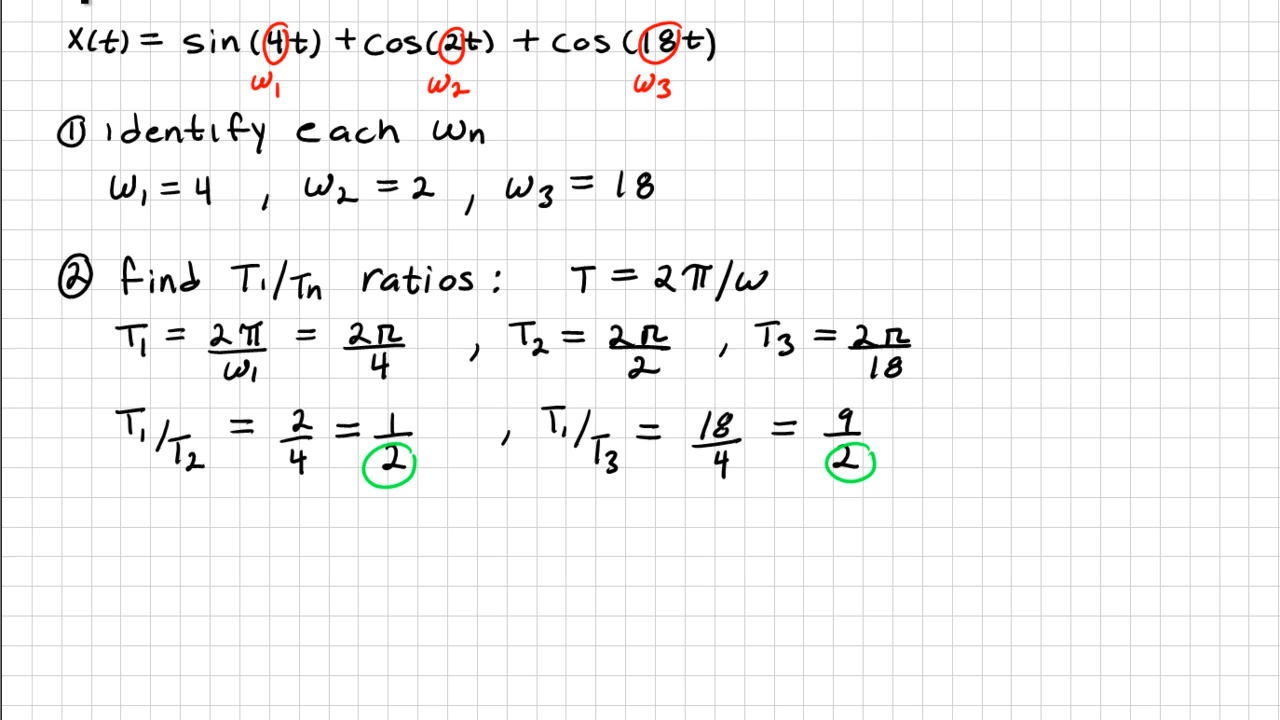 x(t) = sin(4t) + cos(2t) + cos(18t)
ω₁ ω₂ ω₃
① identify each ωn
ω₁ = 4 , ω₂ = 2 , ω₃ = 18
② find T₁/Tn ratios: T = 2π/ω
T₁ = 2π/ω₁ = 2π/4 , T₂ = 2π/2 , T₃ = 2π/18
T₁/T₂ = 2/4 = 1/2 , T₁/T₃ = 18/4 = 9/2